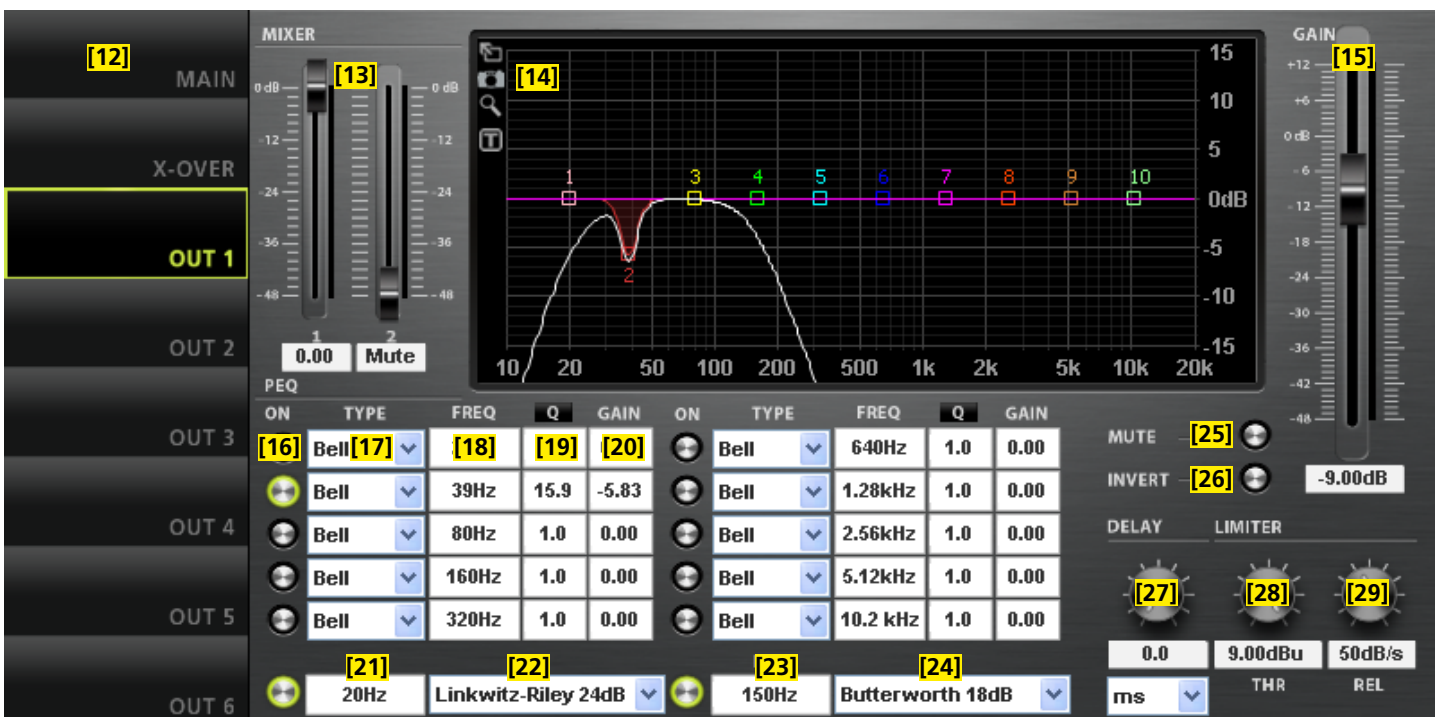 MIXER
GAIN
[12]
MAIN
[13]
[14]
[15]
0 dB
0 dB
-12
-12
-24
-24
-36
-36
-48
-48
1
2
0.00
Mute
15
10
5
0dB
-5
-10
-15
1
2
3
4
5
6
7
8
9
10
10
20
50
100
200
500
1k
2k
5k
10k
20k
+12
+6
0 dB
- 6
- 12
-18
-24
-30
-36
-42
-48
X-OVER
OUT 1
OUT 2
OUT 3
OUT 4
OUT 5
OUT 6
PEQ
ON TYPE FREQ Q GAIN ON TYPE FREQ Q GAIN
[16] Bell [17] [18] [19] [20] Bell 640Hz 1.0 0.00
Bell 39Hz 15.9 -5.83 Bell 1.28kHz 1.0 0.00
Bell 80Hz 1.0 0.00 Bell 2.56kHz 1.0 0.00
Bell 160Hz 1.0 0.00 Bell 5.12kHz 1.0 0.00
Bell 320Hz 1.0 0.00 Bell 10.2 kHz 1.0 0.00
[21] [22] [23] [24]
20Hz Linkwitz-Riley 24dB 150Hz Butterworth 18dB
MUTE [25]
INVERT [26]
-9.00dB
DELAY LIMITER
[27] [28] [29]
0.0 9.00dBu 50dB/s
ms THR REL